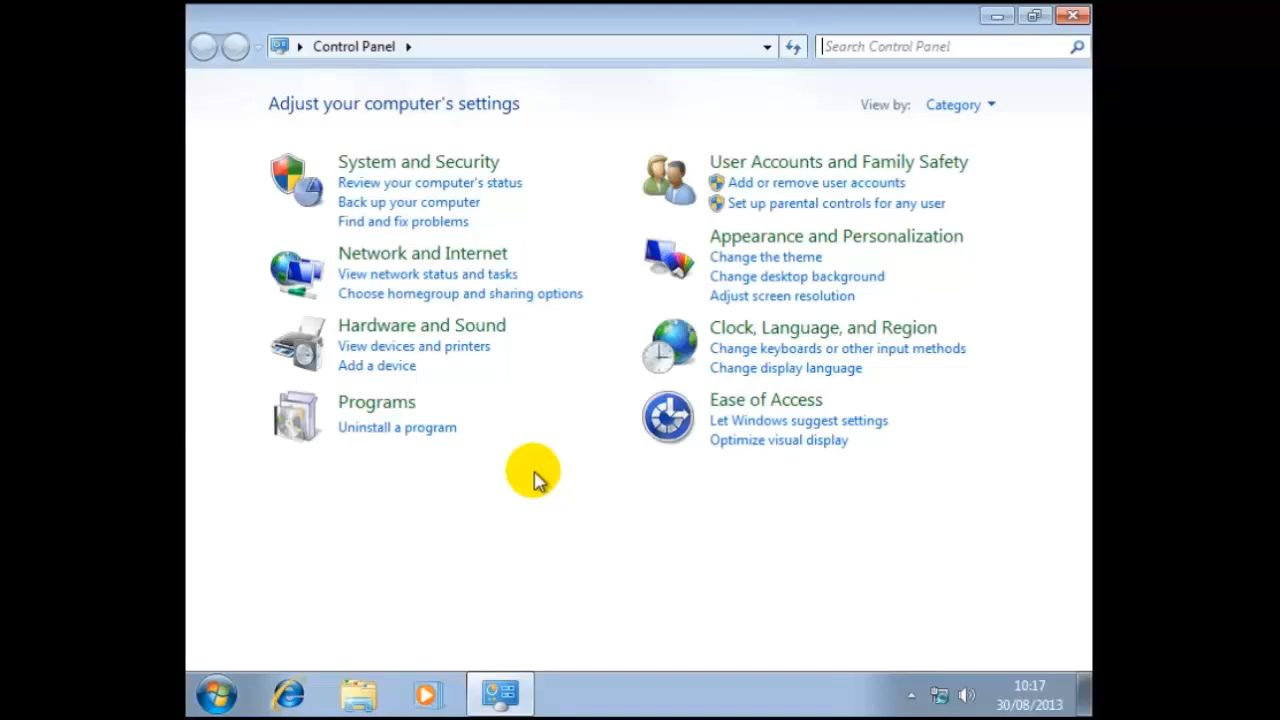 Control Panel
Search Control Panel
Adjust your computer's settings
View by: Category
System and Security
Review your computer's status
Back up your computer
Find and fix problems
Network and Internet
View network status and tasks
Choose homegroup and sharing options
Hardware and Sound
View devices and printers
Add a device
Programs
Uninstall a program
User Accounts and Family Safety
Add or remove user accounts
Set up parental controls for any user
Appearance and Personalization
Change the theme
Change desktop background
Adjust screen resolution
Clock, Language, and Region
Change keyboards or other input methods
Change display language
Ease of Access
Let Windows suggest settings
Optimize visual display
10:17
30/08/2013